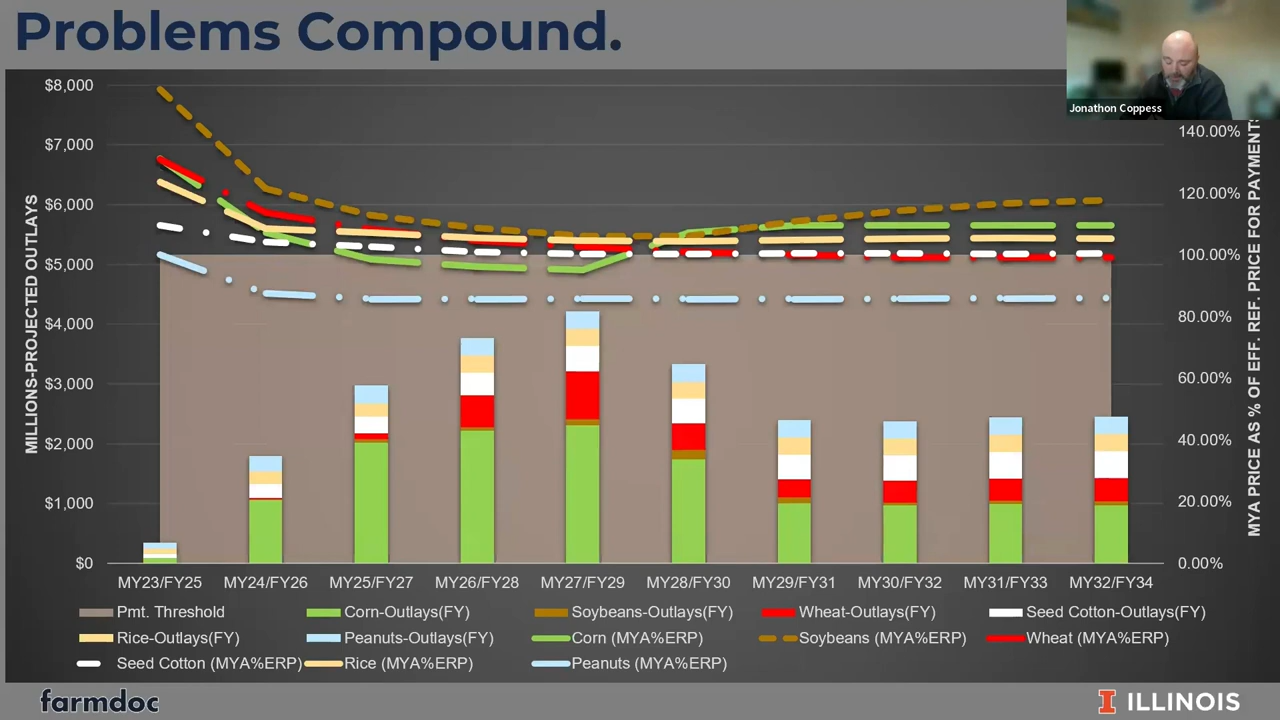 Problems Compound.
Jonathon Coppess
MILLIONS-PROJECTED OUTLAYS
$8,000
$7,000
$6,000
$5,000
$4,000
$3,000
$2,000
$1,000
$0
140.00%
120.00%
100.00%
80.00%
60.00%
40.00%
20.00%
0.00%
MYA PRICE AS % OF EFF. REF. PRICE FOR PAYMENTS
MY23/FY25 MY24/FY26 MY25/FY27 MY26/FY28 MY27/FY29 MY28/FY30 MY29/FY31 MY30/FY32 MY31/FY33 MY32/FY34
Pmt. Threshold Corn-Outlays(FY) Soybeans-Outlays(FY) Wheat-Outlays(FY) Seed Cotton-Outlays(FY)
Rice-Outlays(FY) Peanuts-Outlays(FY) Corn (MYA%ERP) Soybeans (MYA%ERP) Wheat (MYA%ERP)
Seed Cotton (MYA%ERP) Rice (MYA%ERP) Peanuts (MYA%ERP)
farmdoc
I ILLINOIS